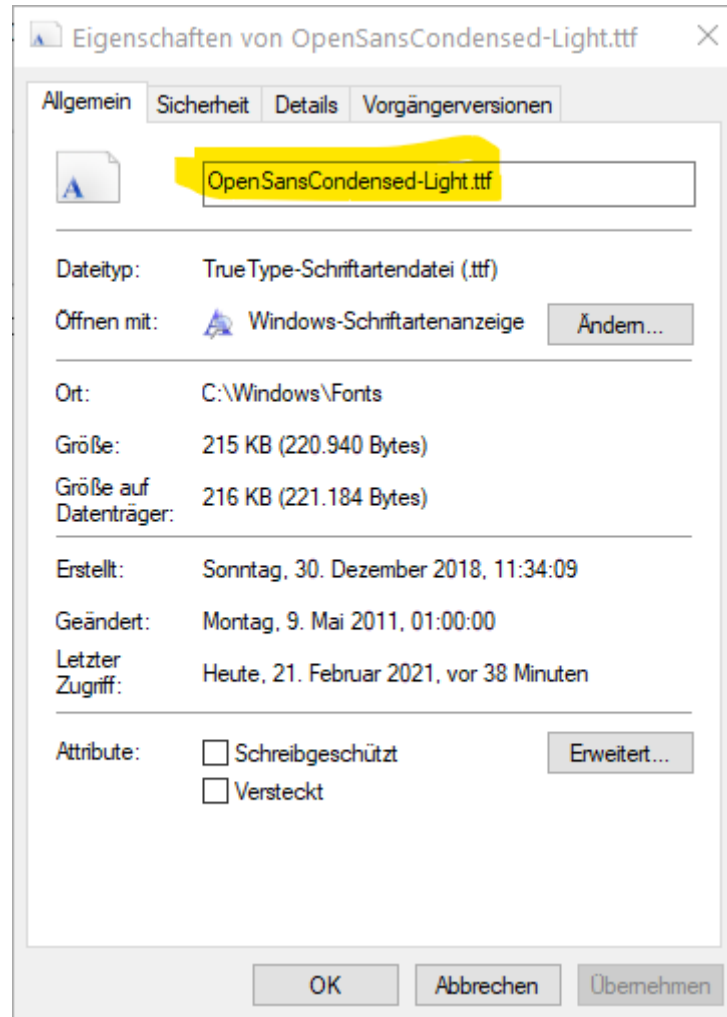 Eigenschaften von OpenSansCondensed-Light.ttf
Allgemein Sicherheit Details Vorgängerversionen
OpenSansCondensed-Light.ttf
Dateityp: TrueType-Schriftartendatei (.ttf)
Öffnen mit: Windows-Schriftartenanzeige Ändern...
Ort: C:\Windows\Fonts
Größe: 215 KB (220.940 Bytes)
Größe auf
Datenträger: 216 KB (221.184 Bytes)
Erstellt: Sonntag, 30. Dezember 2018, 11:34:09
Geändert: Montag, 9. Mai 2011, 01:00:00
Letzter
Zugriff: Heute, 21. Februar 2021, vor 38 Minuten
Attribute: Schreibgeschützt Erweitert...
Versteckt
OK Abbrechen Übernehmen